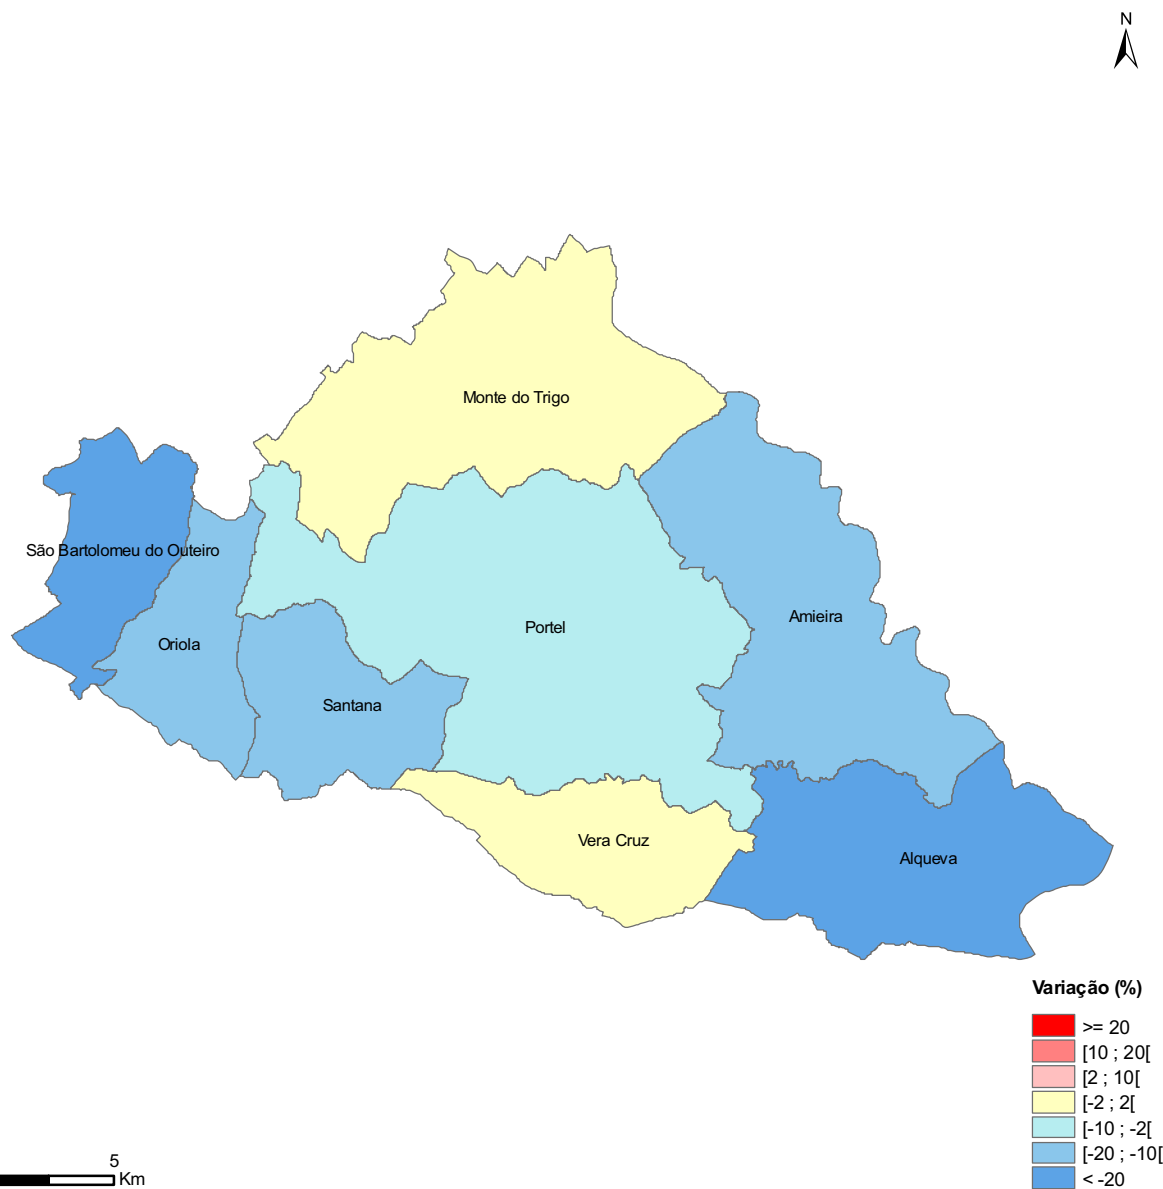 N
Monte do Trigo
São Bartolomeu do Outeiro
Amieira
Portel
Oriola
Santana
Vera Cruz
Alqueva
Variação (%)
>= 20
[10 ; 20[
[2 ; 10[
[-2 ; 2[
[-10 ; -2[
[-20 ; -10[
< -20
5
Km